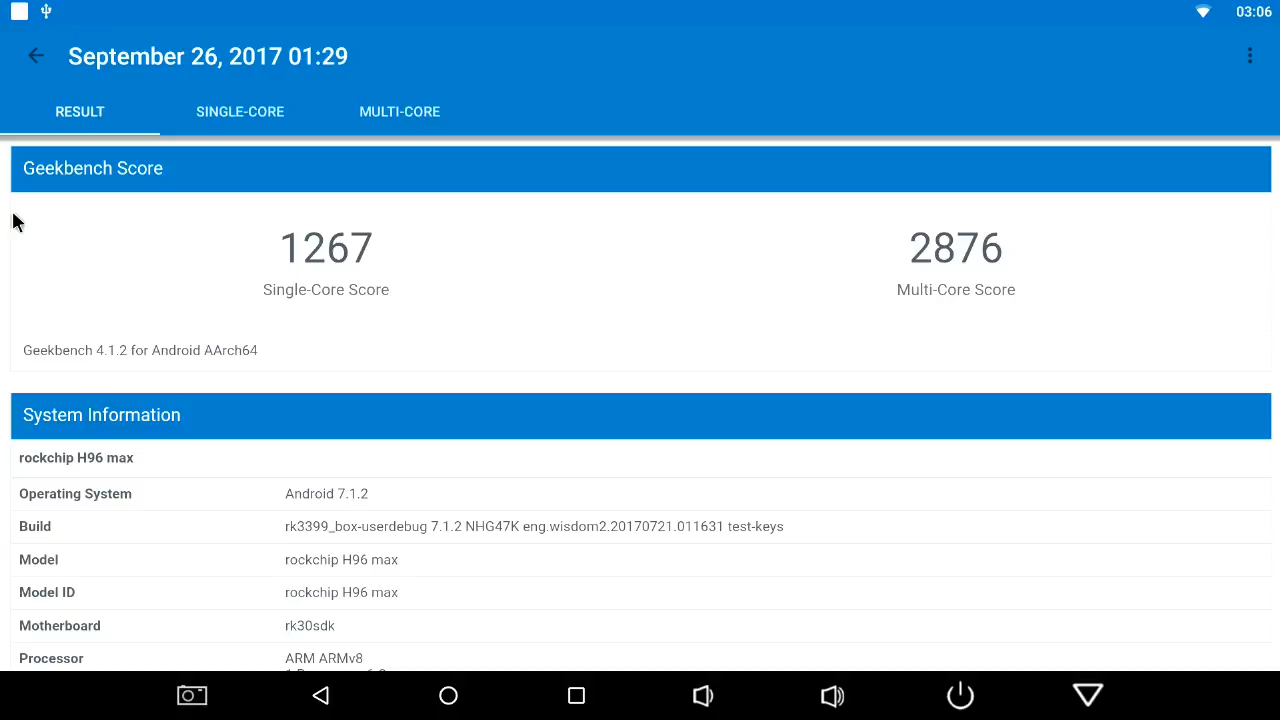 03:06
September 26, 2017 01:29
RESULT SINGLE-CORE MULTI-CORE
Geekbench Score
1267 2876
Single-Core Score Multi-Core Score
Geekbench 4.1.2 for Android AArch64
System Information
rockchip H96 max
Operating System Android 7.1.2
Build rk3399_box-userdebug 7.1.2 NHG47K eng.wisdom2.20170721.011631 test-keys
Model rockchip H96 max
Model ID rockchip H96 max
Motherboard rk30sdk
Processor ARM ARMv8